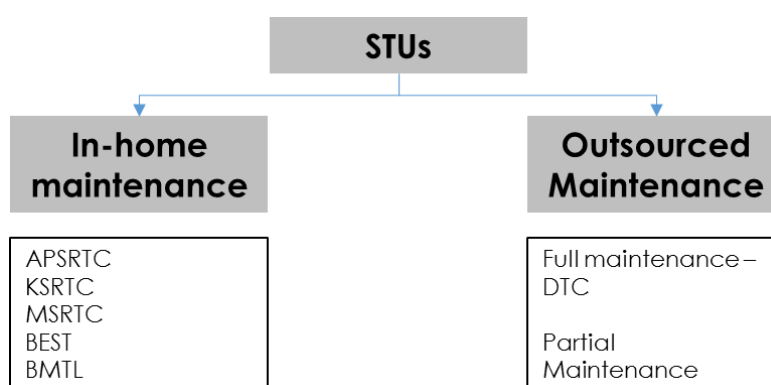 STUs
In-home
maintenance
Outsourced
Maintenance
APSRTC
KSRTC
MSRTC
BEST
BMTL
Full maintenance –
DTC
Partial
Maintenance